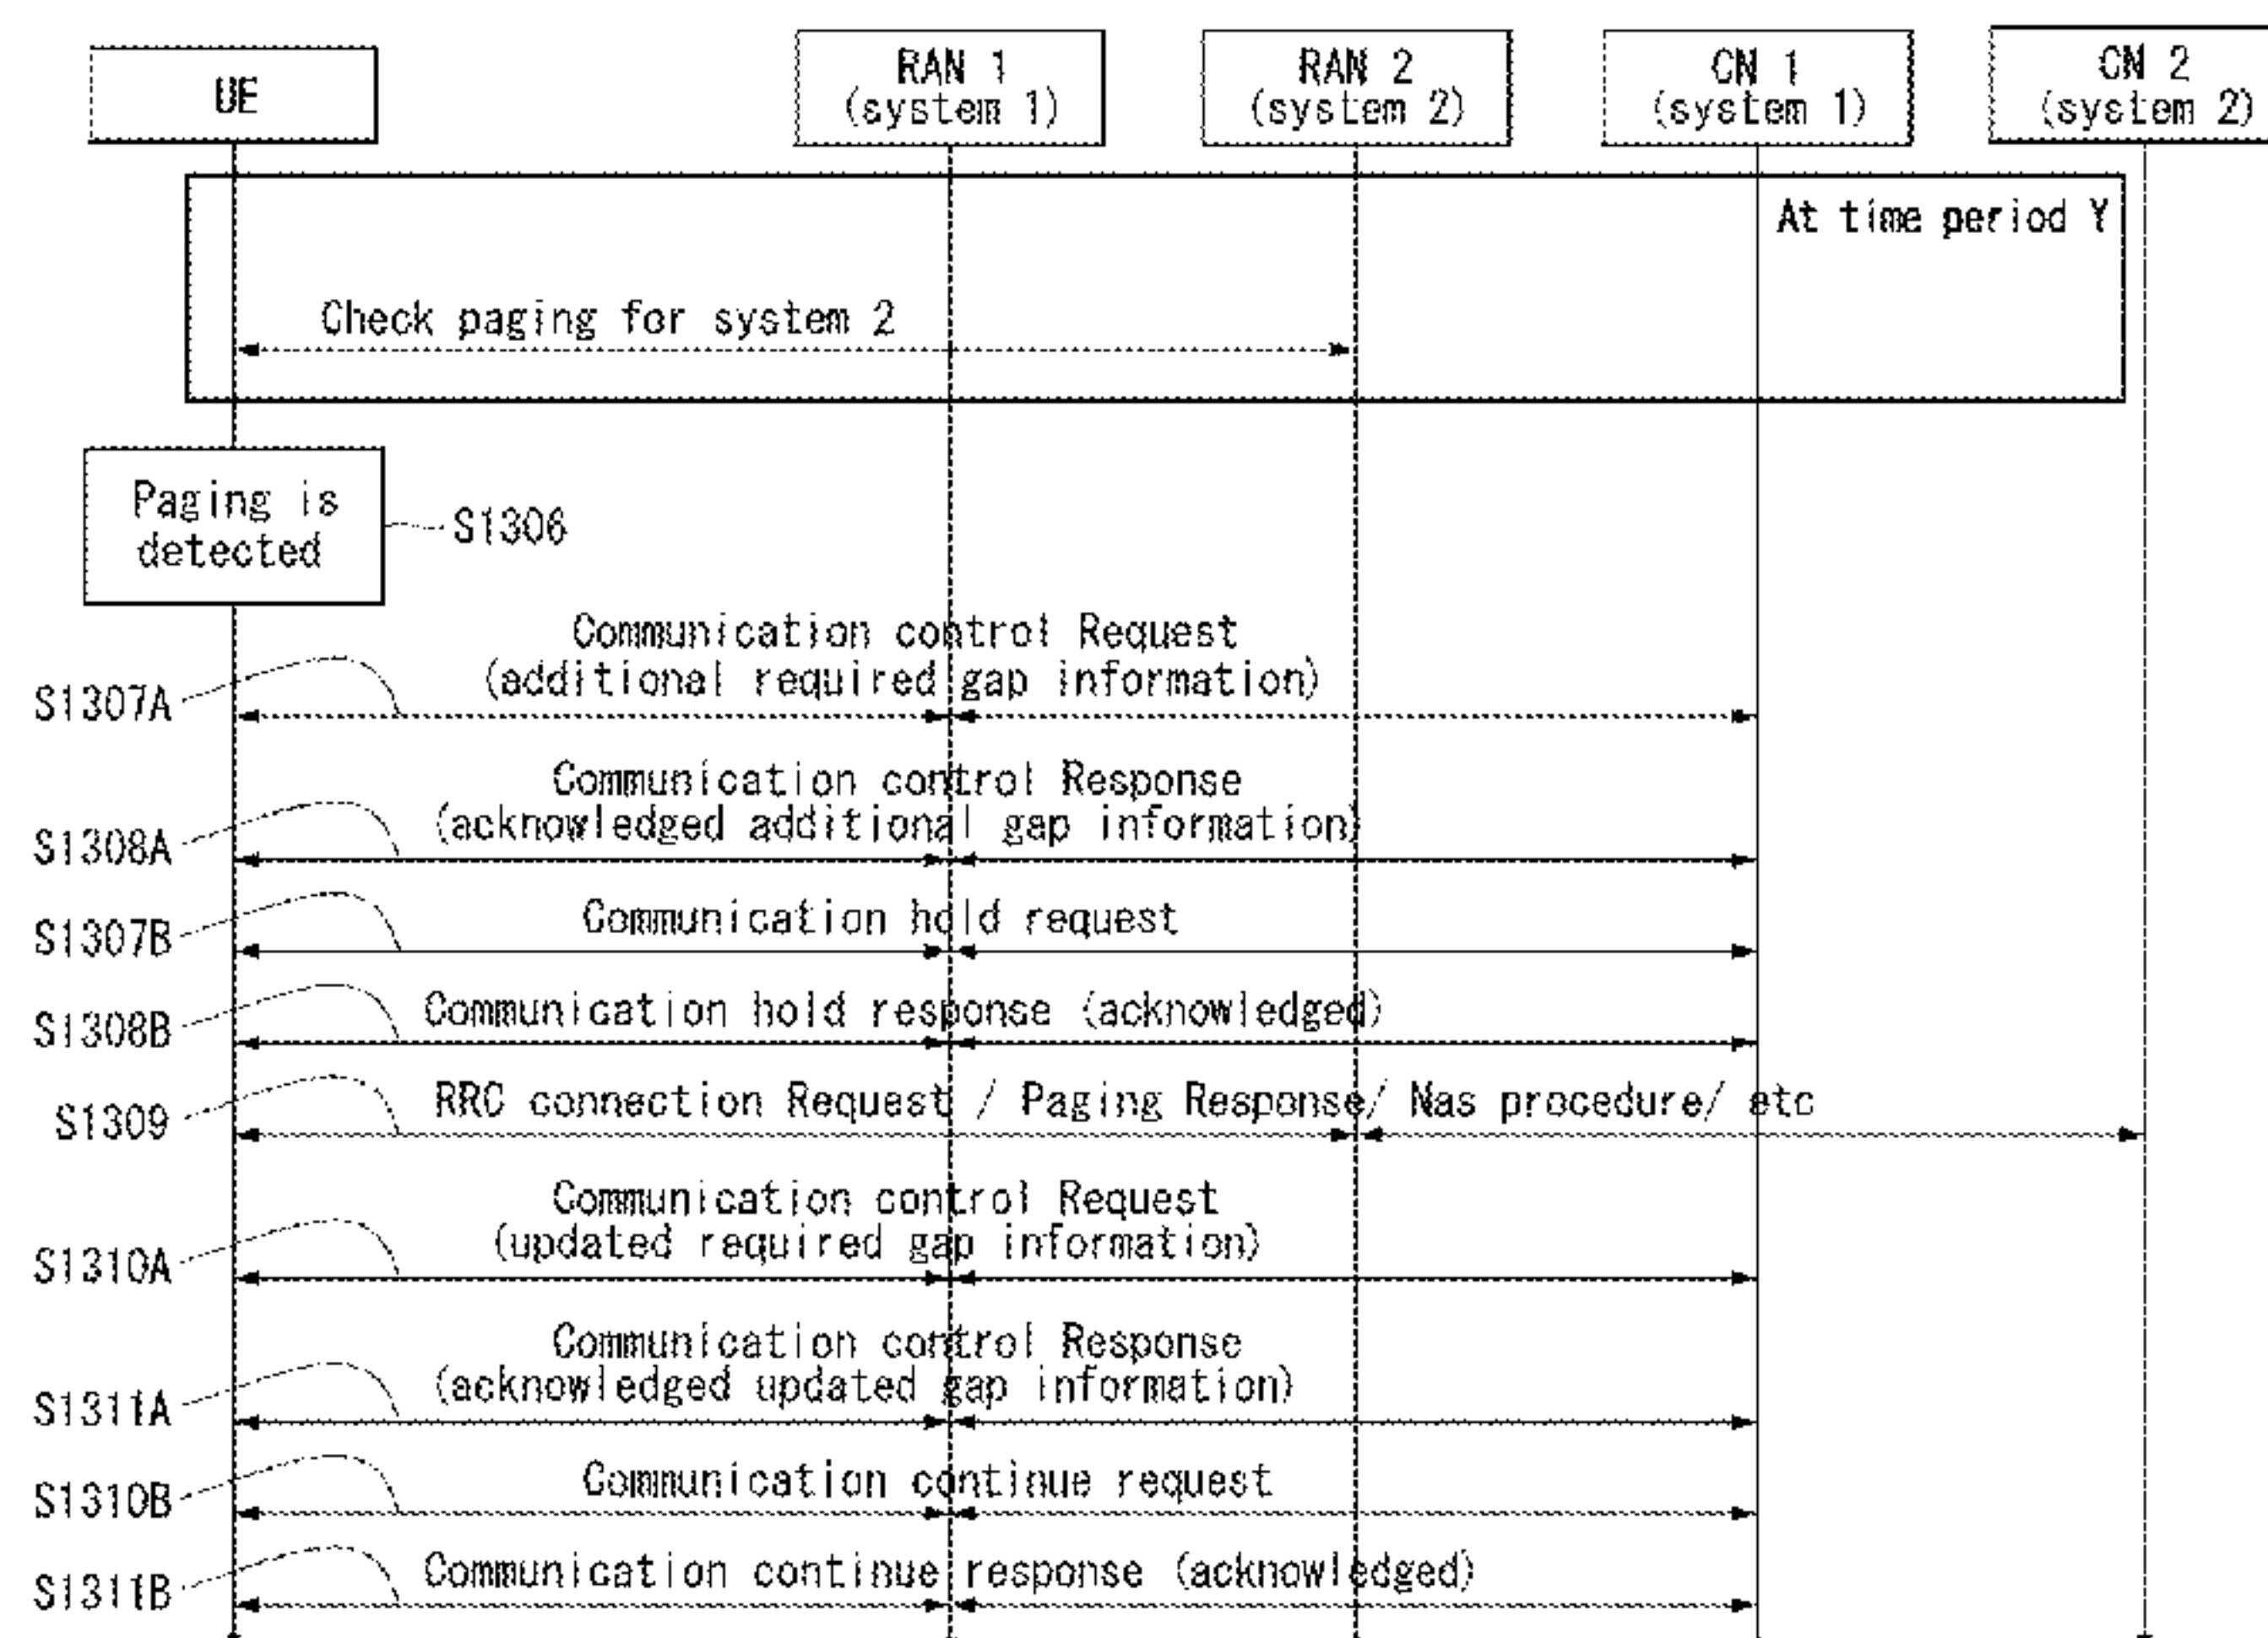 UE
RAN 1
(system 1)
RAN 2
(system 2)
CN 1
(system 1)
CN 2
(system 2)
At time period Y
Check paging for system 2
Paging is
detected
S1306
Communication control Request
(additional required gap information)
S1307A
Communication control Response
(acknowledged additional gap information)
S1308A
Communication hold request
S1307B
Communication hold response (acknowledged)
S1308B
RRC connection Request / Paging Response/ Nas procedure/ etc
S1309
Communication control Request
(updated required gap information)
S1310A
Communication control Response
(acknowledged updated gap information)
S1311A
Communication continue request
S1310B
Communication continue response (acknowledged)
S1311B